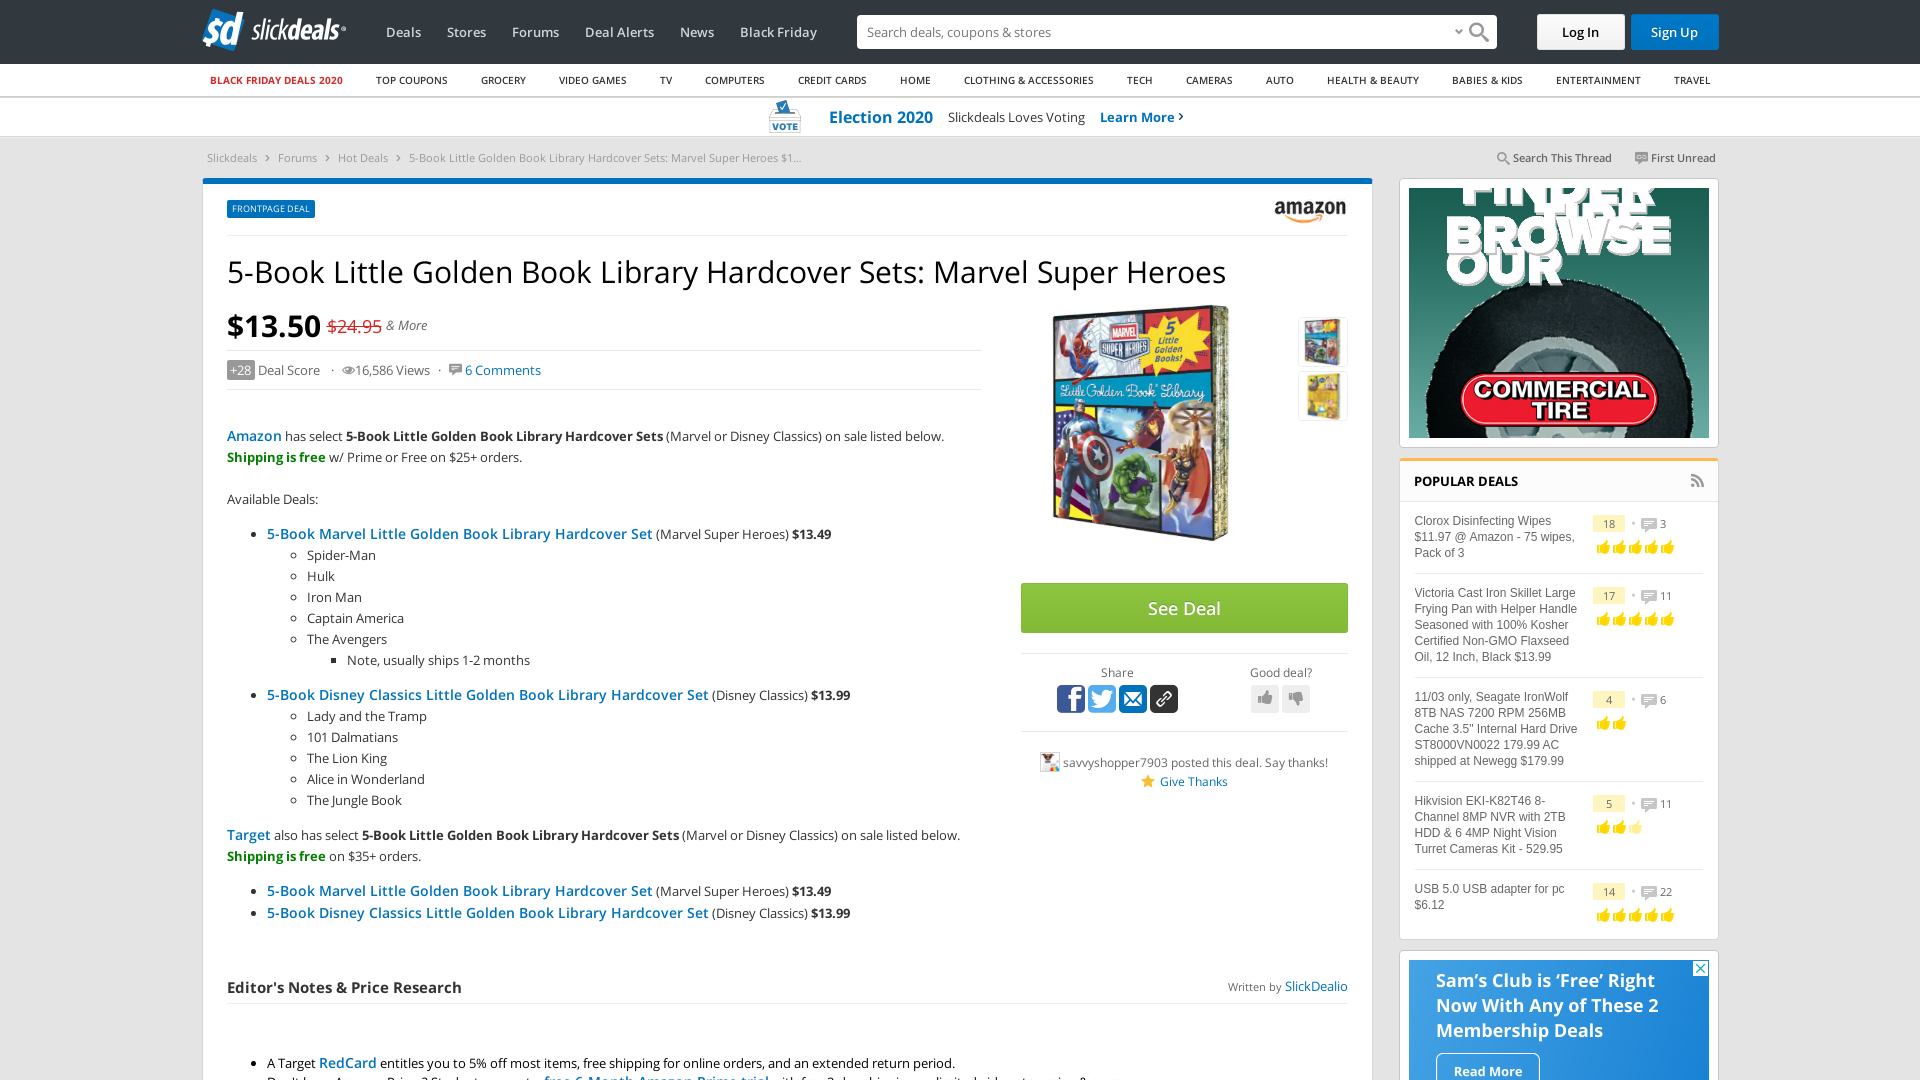 slickdeals
Deals
Stores
Forums
Deal Alerts
News
Black Friday
Search deals, coupons & stores
Log In
Sign Up
BLACK FRIDAY DEALS 2020
TOP COUPONS
GROCERY
VIDEO GAMES
TV
COMPUTERS
CREDIT CARDS
HOME
CLOTHING & ACCESSORIES
TECH
CAMERAS
AUTO
HEALTH & BEAUTY
BABIES & KIDS
ENTERTAINMENT
TRAVEL
VOTE
Election 2020 Slickdeals Loves Voting Learn More
Slickdeals > Forums > Hot Deals > 5-Book Little Golden Book Library Hardcover Sets: Marvel Super Heroes $1...
Search This Thread
First Unread
FRONTPAGE DEAL
amazon
5-Book Little Golden Book Library Hardcover Sets: Marvel Super Heroes
$13.50 $24.95 & More
+28 Deal Score · 16,586 Views · 6 Comments
Amazon has select 5-Book Little Golden Book Library Hardcover Sets (Marvel or Disney Classics) on sale listed below.
Shipping is free w/ Prime or Free on $25+ orders.
Available Deals:
5-Book Marvel Little Golden Book Library Hardcover Set (Marvel Super Heroes) $13.49
Spider-Man
Hulk
Iron Man
Captain America
The Avengers
Note, usually ships 1-2 months
5-Book Disney Classics Little Golden Book Library Hardcover Set (Disney Classics) $13.99
Lady and the Tramp
101 Dalmatians
The Lion King
Alice in Wonderland
The Jungle Book
Target also has select 5-Book Little Golden Book Library Hardcover Sets (Marvel or Disney Classics) on sale listed below.
Shipping is free on $35+ orders.
5-Book Marvel Little Golden Book Library Hardcover Set (Marvel Super Heroes) $13.49
5-Book Disney Classics Little Golden Book Library Hardcover Set (Disney Classics) $13.99
Editor's Notes & Price Research
Written by SlickDealio
A Target RedCard entitles you to 5% off most items, free shipping for online orders, and an extended return period.
MARVEL
SUPER HEROES
5
Little
Golden
Books!
Little Golden Book Library
See Deal
Share
Good deal?
savvyshopper7903 posted this deal. Say thanks!
Give Thanks
FINDER
BROWSE
OUR
COMMERCIAL
TIRE
POPULAR DEALS
Clorox Disinfecting Wipes
$11.97 @ Amazon - 75 wipes,
Pack of 3
18 • 3
Victoria Cast Iron Skillet Large
Frying Pan with Helper Handle
Seasoned with 100% Kosher
Certified Non-GMO Flaxseed
Oil, 12 Inch, Black $13.99
17 • 11
11/03 only, Seagate IronWolf
8TB NAS 7200 RPM 256MB
Cache 3.5" Internal Hard Drive
ST8000VN0022 179.99 AC
shipped at Newegg $179.99
4 • 6
Hikvision EKI-K82T46 8-
Channel 8MP NVR with 2TB
HDD & 6 4MP Night Vision
Turret Cameras Kit - 529.95
5 • 11
USB 5.0 USB adapter for pc
$6.12
14 • 22
Sam's Club is 'Free' Right
Now With Any of These 2
Membership Deals
Read More